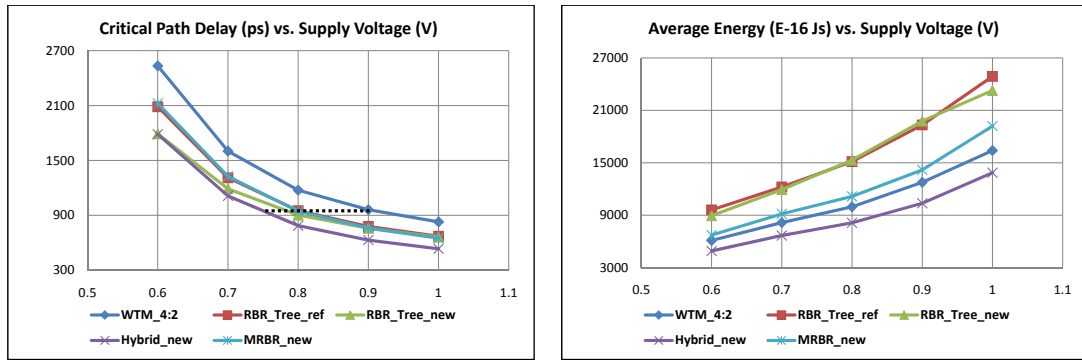 Critical Path Delay (ps) vs. Supply Voltage (V)
2700
2100
1500
900
300
0.5 0.6 0.7 0.8 0.9 1 1.1
WTM_4:2 RBR_Tree_ref RBR_Tree_new
Hybrid_new MRBR_new
Average Energy (E-16 Js) vs. Supply Voltage (V)
27000
21000
15000
9000
3000
0.5 0.6 0.7 0.8 0.9 1 1.1
WTM_4:2 RBR_Tree_ref RBR_Tree_new
Hybrid_new MRBR_new